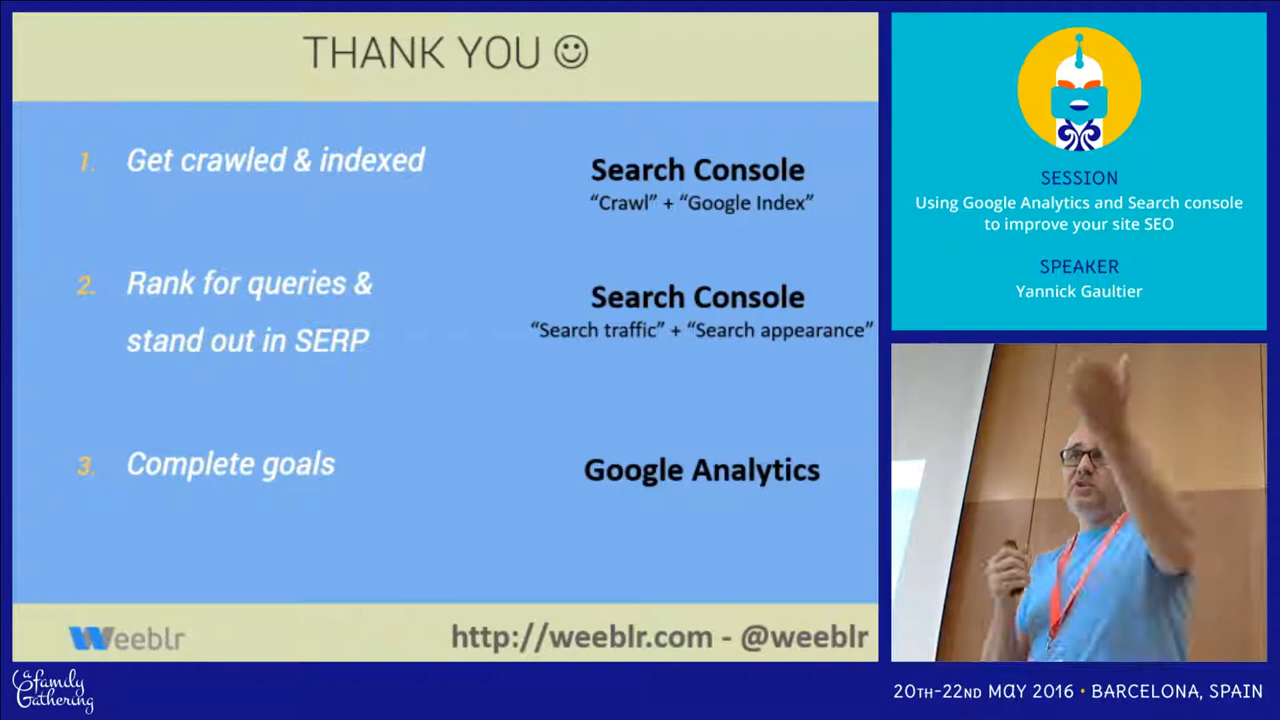 THANK YOU ☺
1. Get crawled & indexed
Search Console
“Crawl” + “Google Index”
2. Rank for queries &
stand out in SERP
Search Console
“Search traffic” + “Search appearance”
3. Complete goals
Google Analytics
Weeblr
http://weeblr.com - @weeblr
SESSION
Using Google Analytics and Search console
to improve your site SEO
SPEAKER
Yannick Gaultier
a family
Gathering
20TH-22ND MAY 2016 • BARCELONA, SPAIN